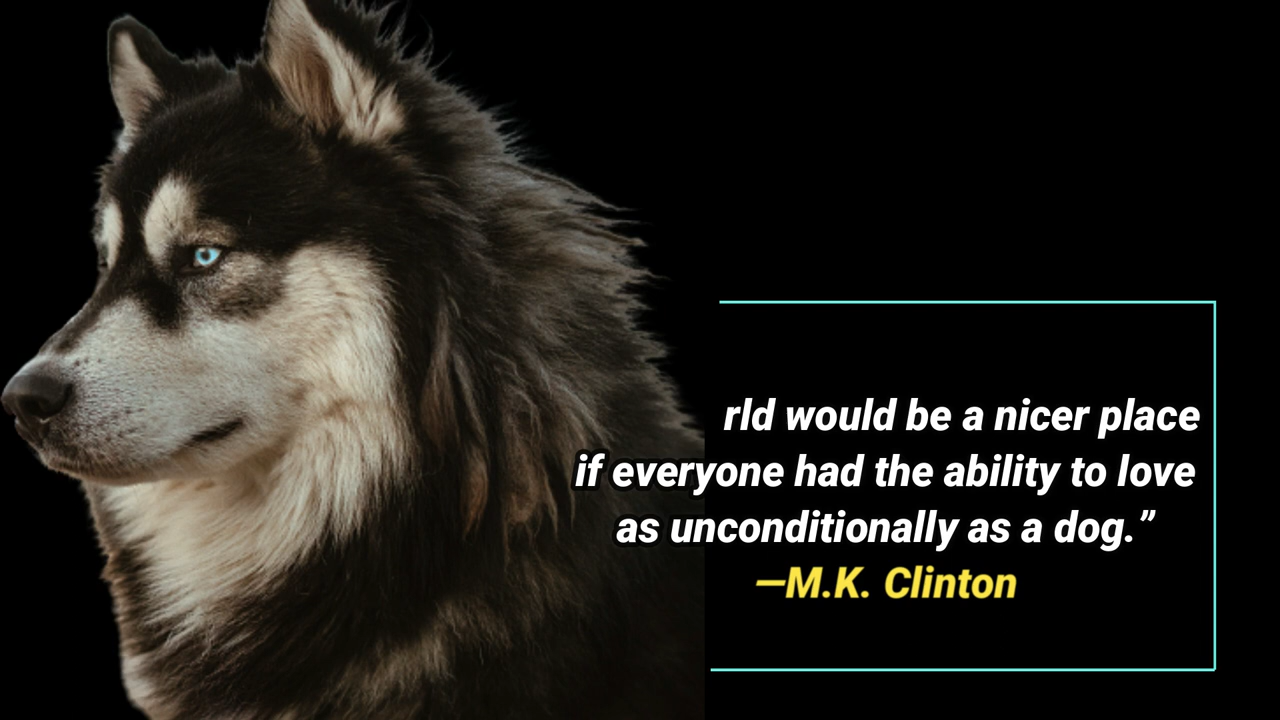 rld would be a nicer place
if everyone had the ability to love
as unconditionally as a dog.”
—M.K. Clinton